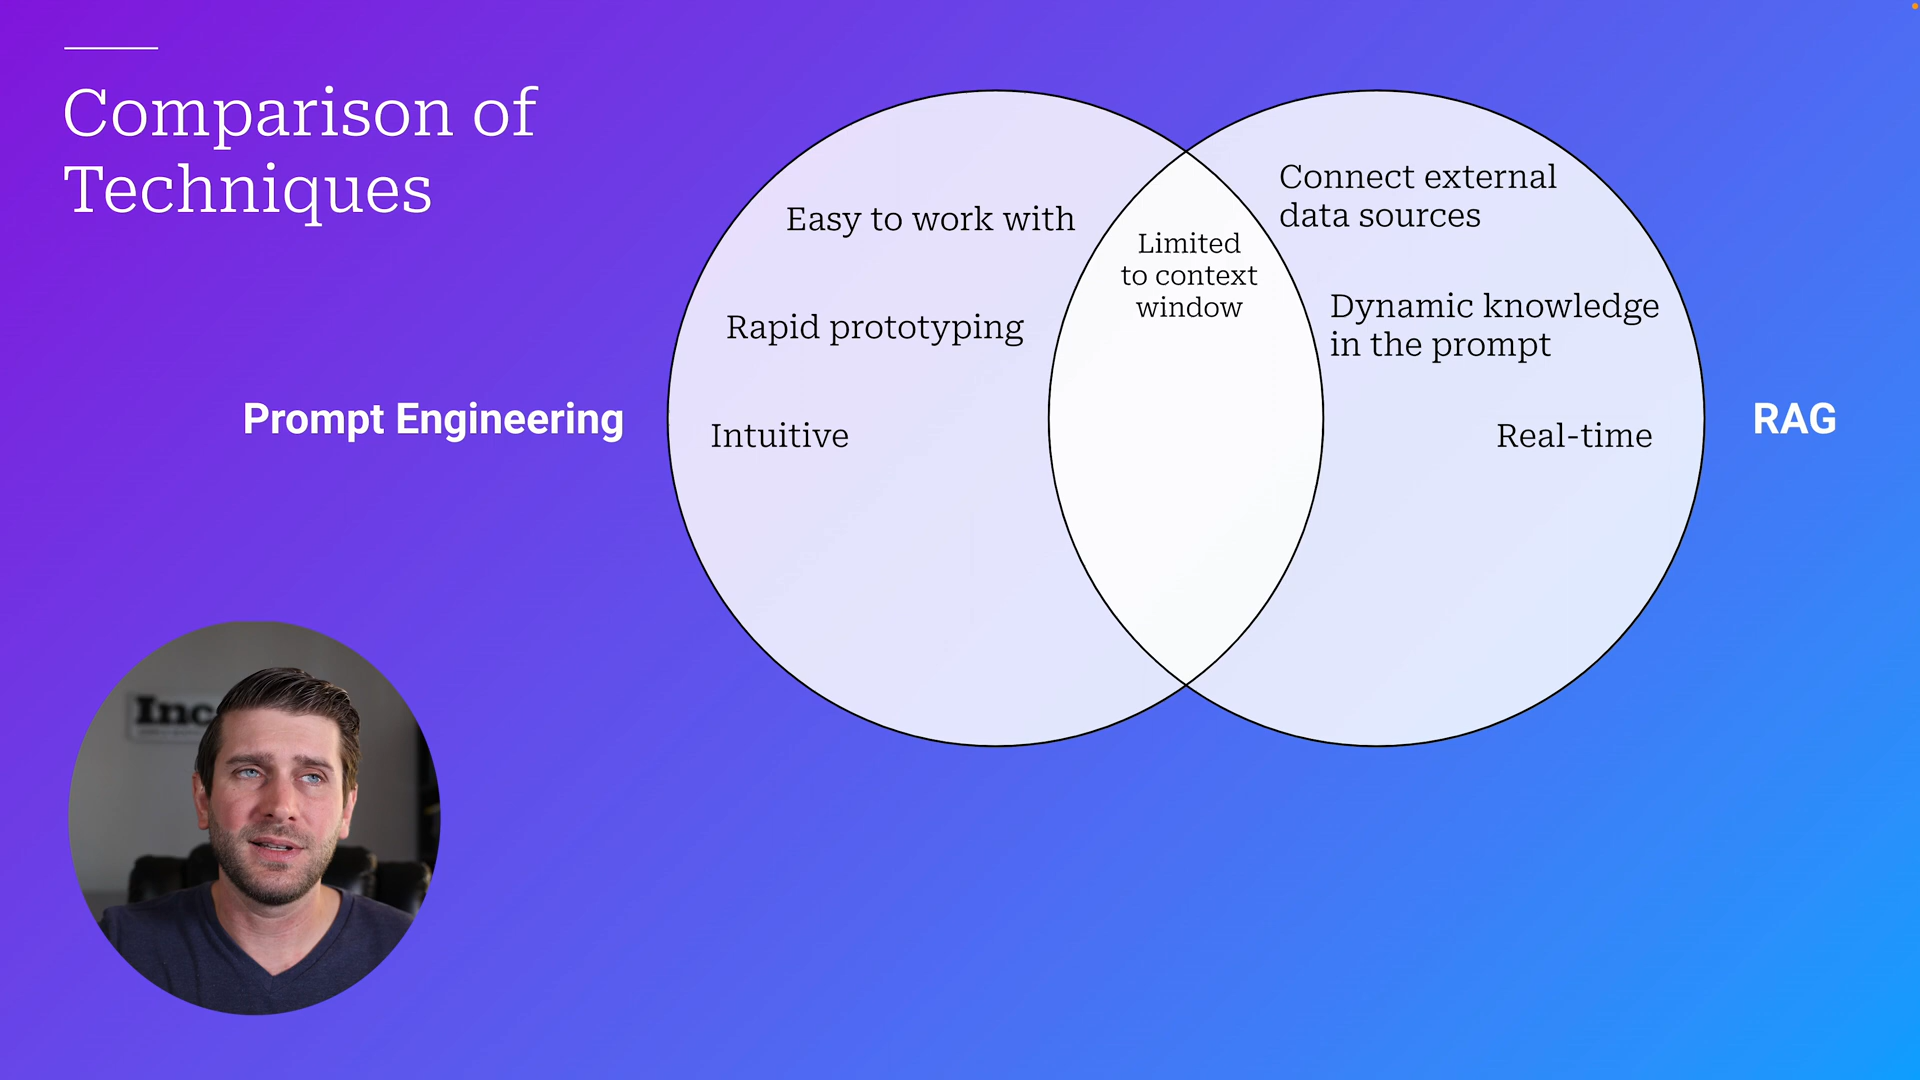 Comparison of
Techniques
Prompt Engineering
Easy to work with
Rapid prototyping
Intuitive
Limited
to context
window
Connect external
data sources
Dynamic knowledge
in the prompt
Real-time
RAG
Inc